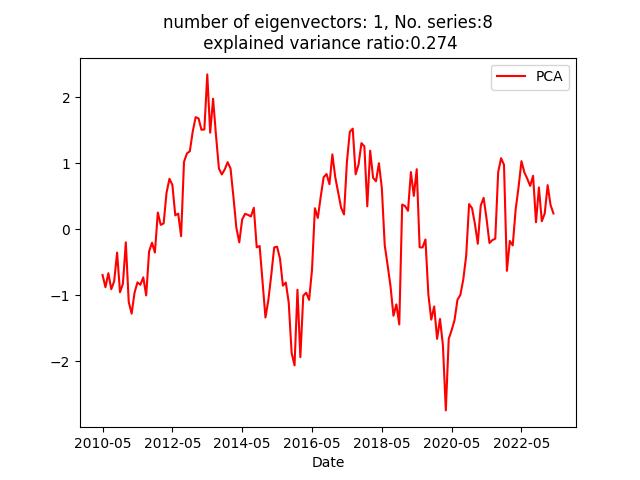 number of eigenvectors: 1, No. series:8
explained variance ratio:0.274
PCA
2
1
0
−1
−2
2010-05 2012-05 2014-05 2016-05 2018-05 2020-05 2022-05
Date